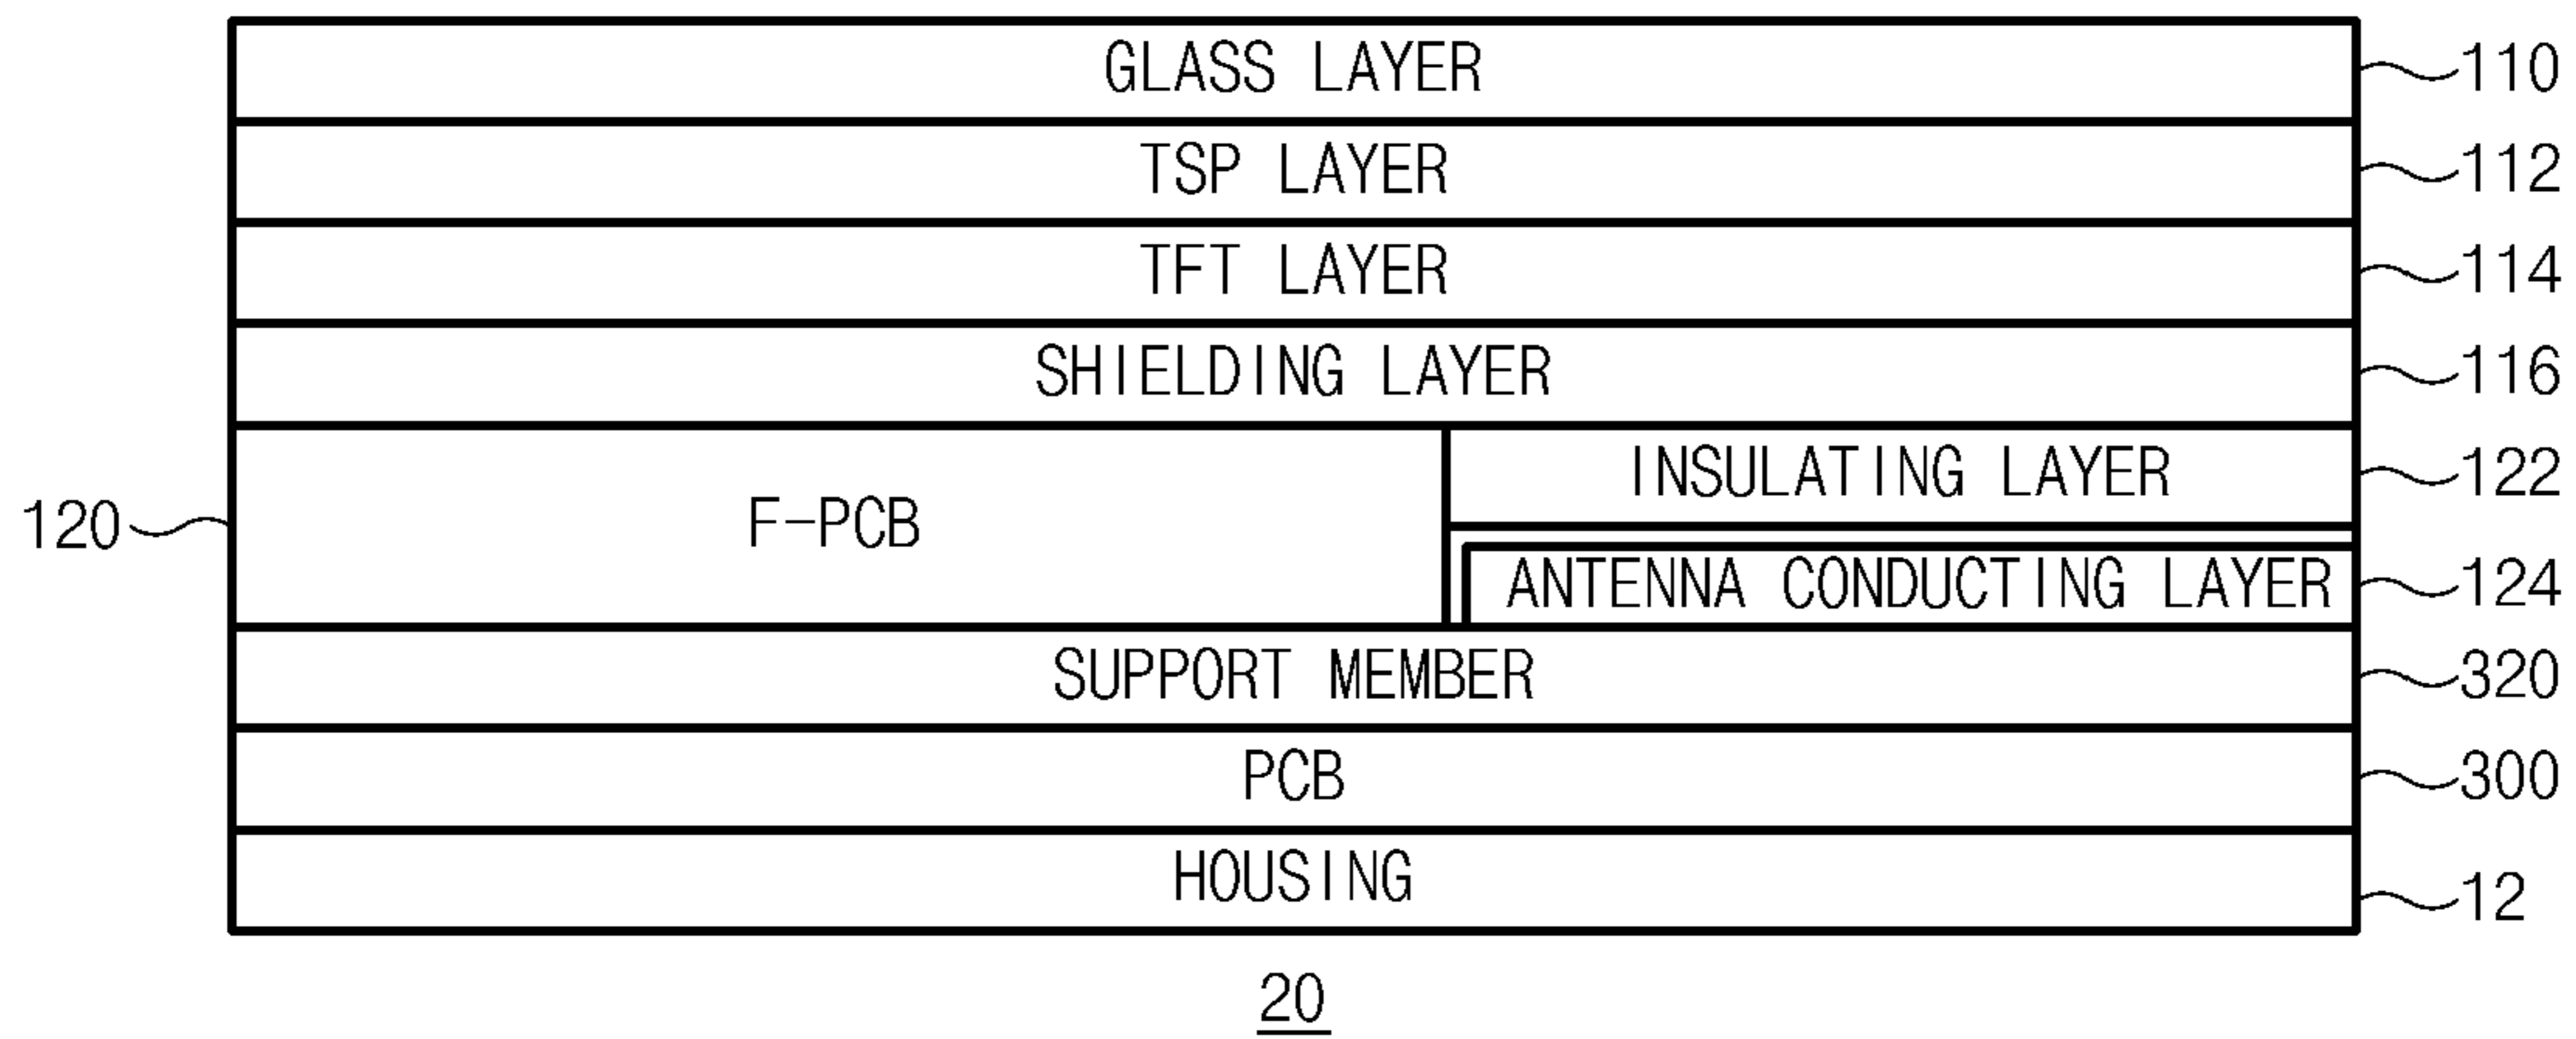 GLASS LAYER 110
TSP LAYER 112
TFT LAYER 114
SHIELDING LAYER 116
INSULATING LAYER 122
120 F-PCB
ANTENNA CONDUCTING LAYER 124
SUPPORT MEMBER 320
PCB 300
HOUSING 12
20